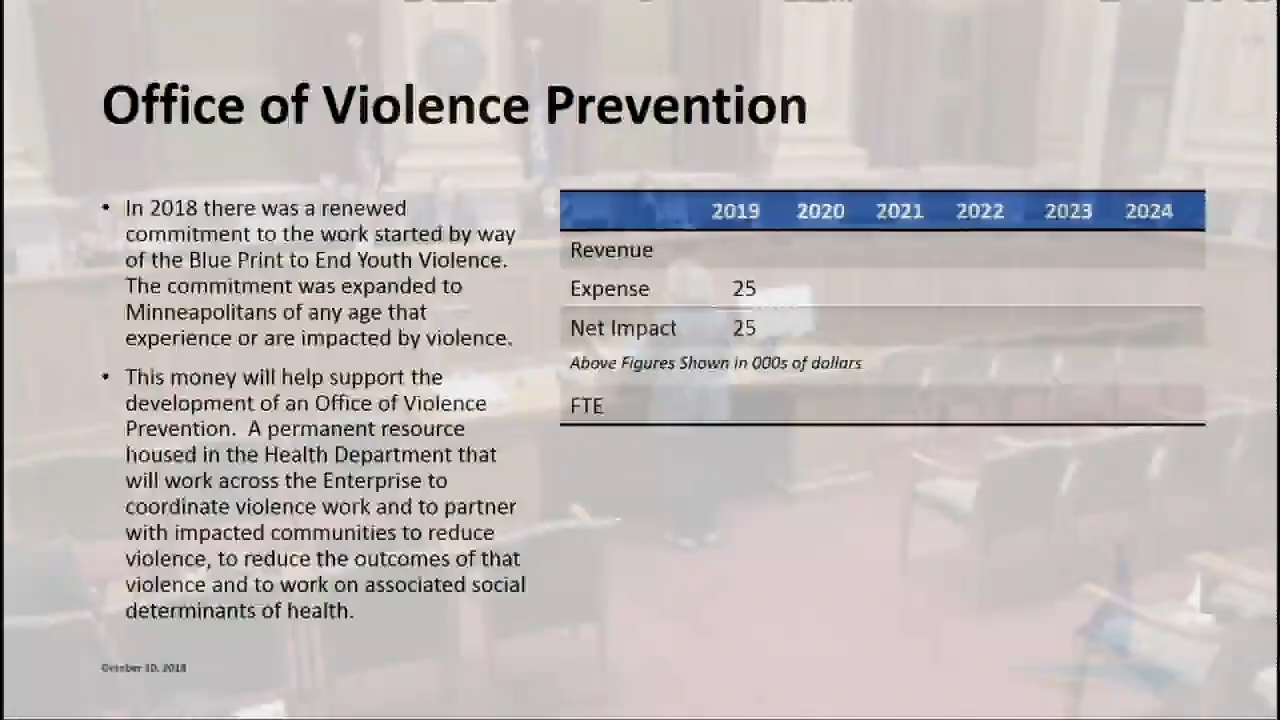 Office of Violence Prevention
• In 2018 there was a renewed
commitment to the work started by way
of the Blue Print to End Youth Violence.
The commitment was expanded to
Minneapolitans of any age that
experience or are impacted by violence.
• This money will help support the
development of an Office of Violence
Prevention. A permanent resource
housed in the Health Department that
will work across the Enterprise to
coordinate violence work and to partner
with impacted communities to reduce
violence, to reduce the outcomes of that
violence and to work on associated social
determinants of health.
2019 2020 2021 2022 2023 2024
Revenue
Expense 25
Net Impact 25
Above Figures Shown in 000s of dollars
FTE
October 10, 2018